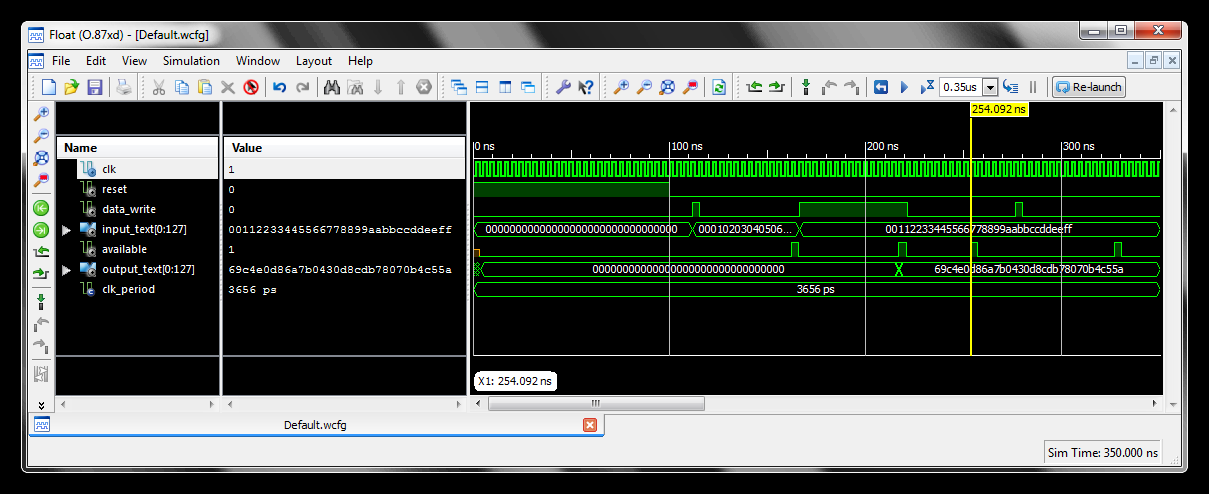 Float (O.87xd) - [Default.wcfg]
File Edit View Simulation Window Layout Help
0.35us Re-launch
254.092 ns
Name Value
0 ns 100 ns 200 ns 300 ns
clk 1
reset 0
data_write 0
input_text[0:127] 00112233445566778899aabbccddeeff 00000000000000000000000000000000 00010203040506... 00112233445566778899aabbccddeeff
available 1
output_text[0:127] 69c4e0d86a7b0430d8cdb78070b4c55a 00000000000000000000000000000000 69c4e0d86a7b0430d8cdb78070b4c55a
clk_period 3656 ps 3656 ps
X1: 254.092 ns
Default.wcfg
Sim Time: 350.000 ns